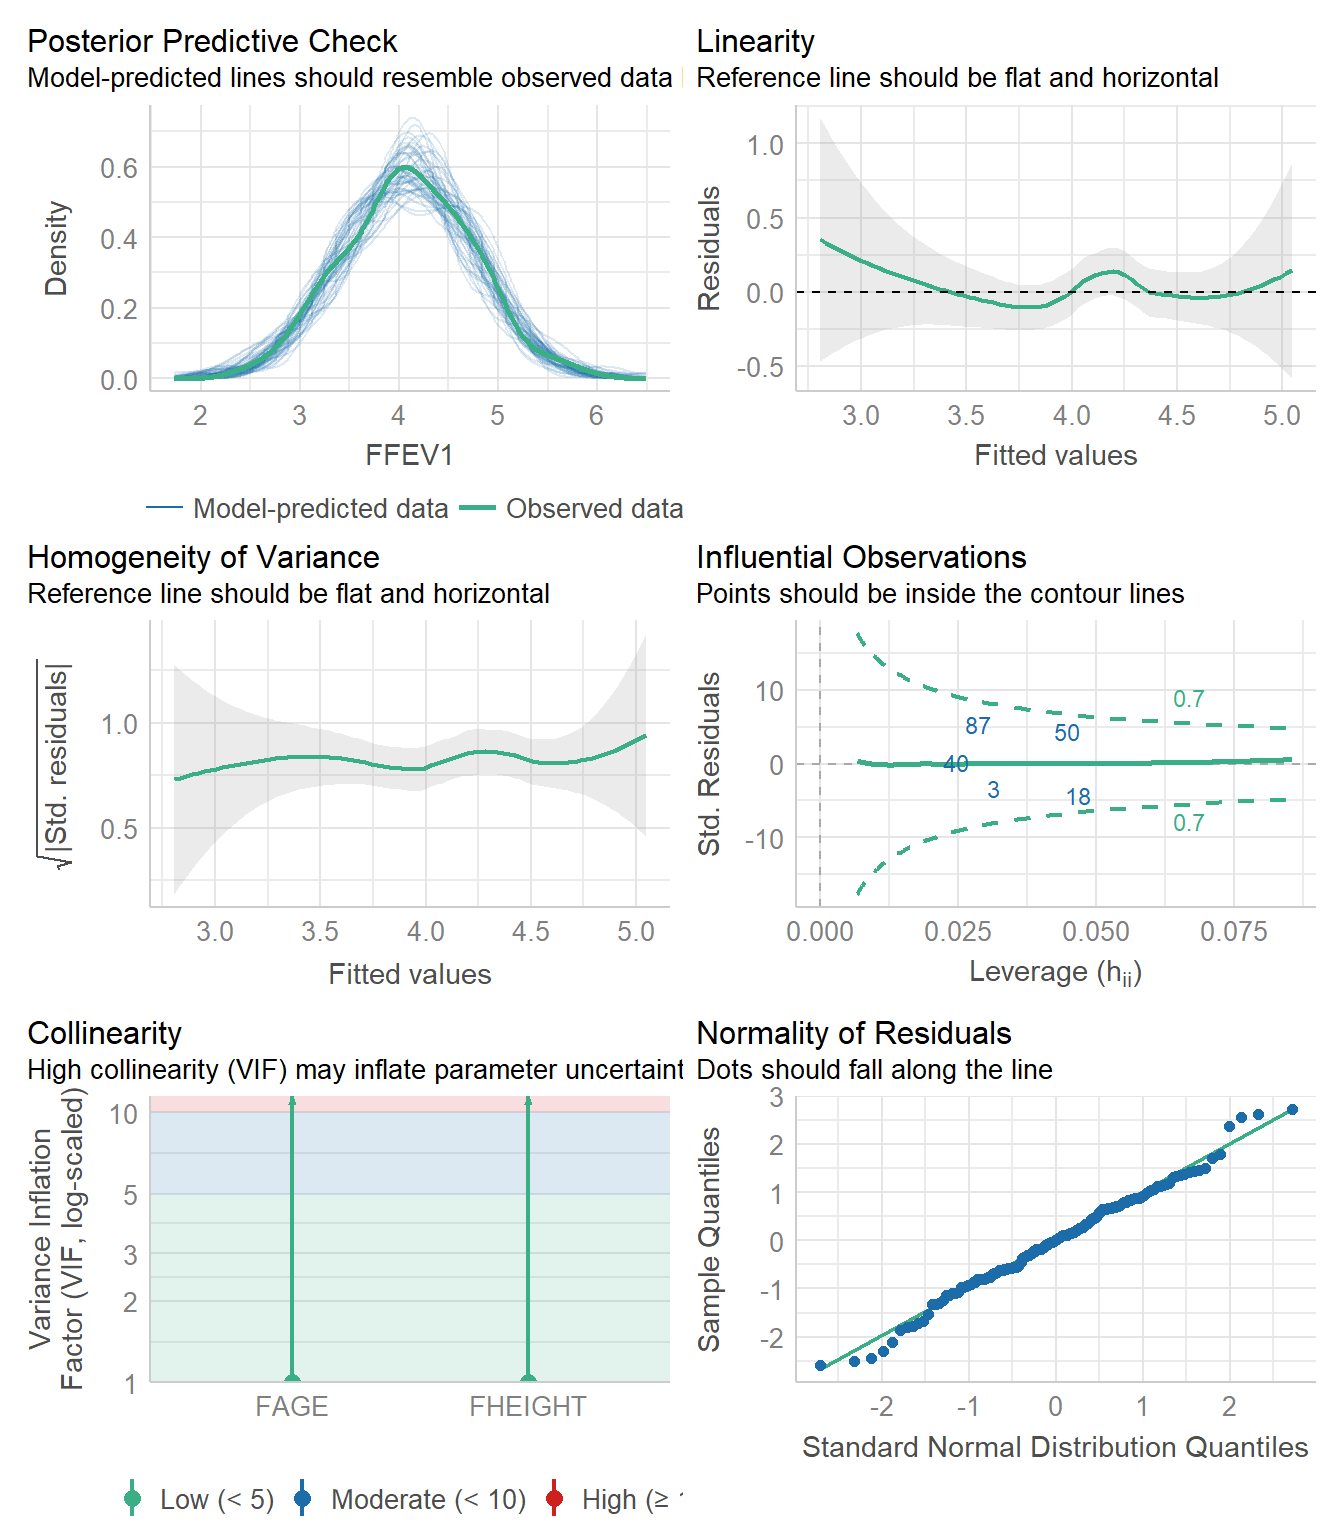 Posterior Predictive Check
Model-predicted lines should resemble observed data
Density
0.6
0.4
0.2
0.0
2 3 4 5 6
FFEV1
Model-predicted data Observed data
Linearity
Reference line should be flat and horizontal
Residuals
1.0
0.5
0.0
-0.5
3.0 3.5 4.0 4.5 5.0
Fitted values
Homogeneity of Variance
Reference line should be flat and horizontal
√|Std. residuals|
1.0
0.5
3.0 3.5 4.0 4.5 5.0
Fitted values
Influential Observations
Points should be inside the contour lines
Std. Residuals
10
0
-10
0.7
87 50
40
3 18
0.7
0.000 0.025 0.050 0.075
Leverage (hii)
Collinearity
High collinearity (VIF) may inflate parameter uncertaint
Variance Inflation
Factor (VIF, log-scaled)
10
5
3
2
1
FAGE FHEIGHT
Low (< 5) Moderate (< 10) High (≥
Normality of Residuals
Dots should fall along the line
Sample Quantiles
3
2
1
0
-1
-2
-2 -1 0 1 2
Standard Normal Distribution Quantiles